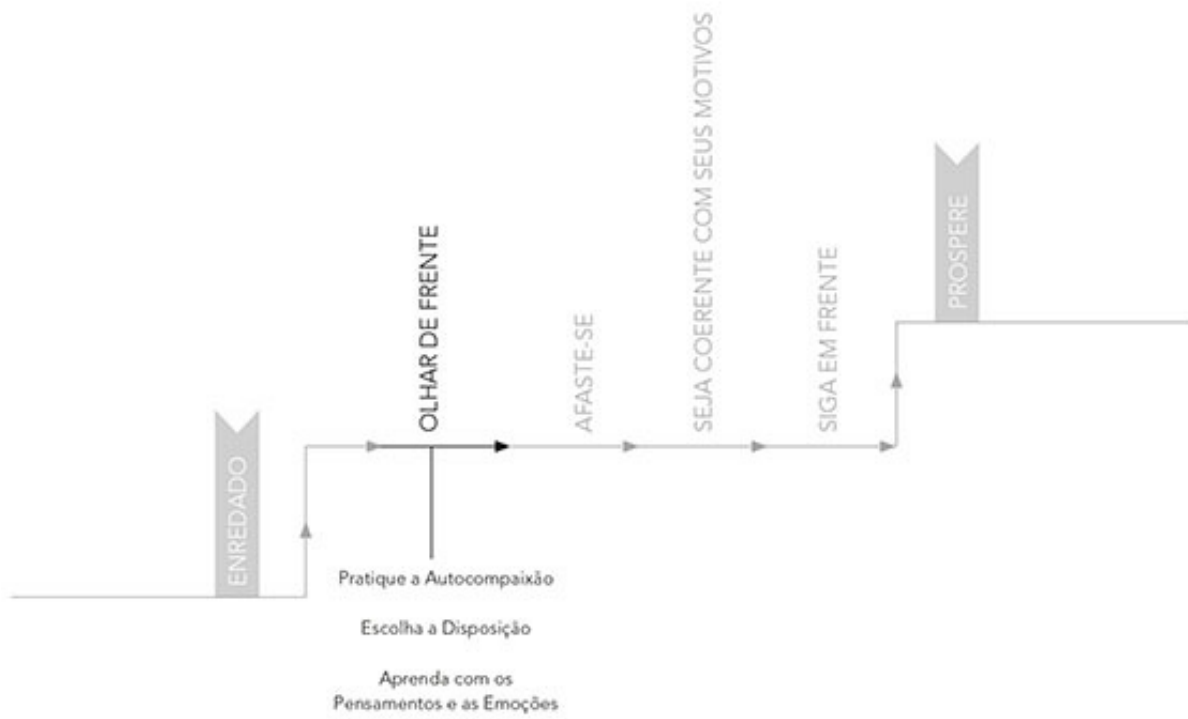 ENREDADO
OLHAR DE FRENTE
AFASTE-SE
SEJA COERENTE COM SEUS MOTIVOS
SIGA EM FRENTE
PROSPERE
Pratique a Autocompaixão
Escolha a Disposição
Aprenda com os
Pensamentos e as Emoções